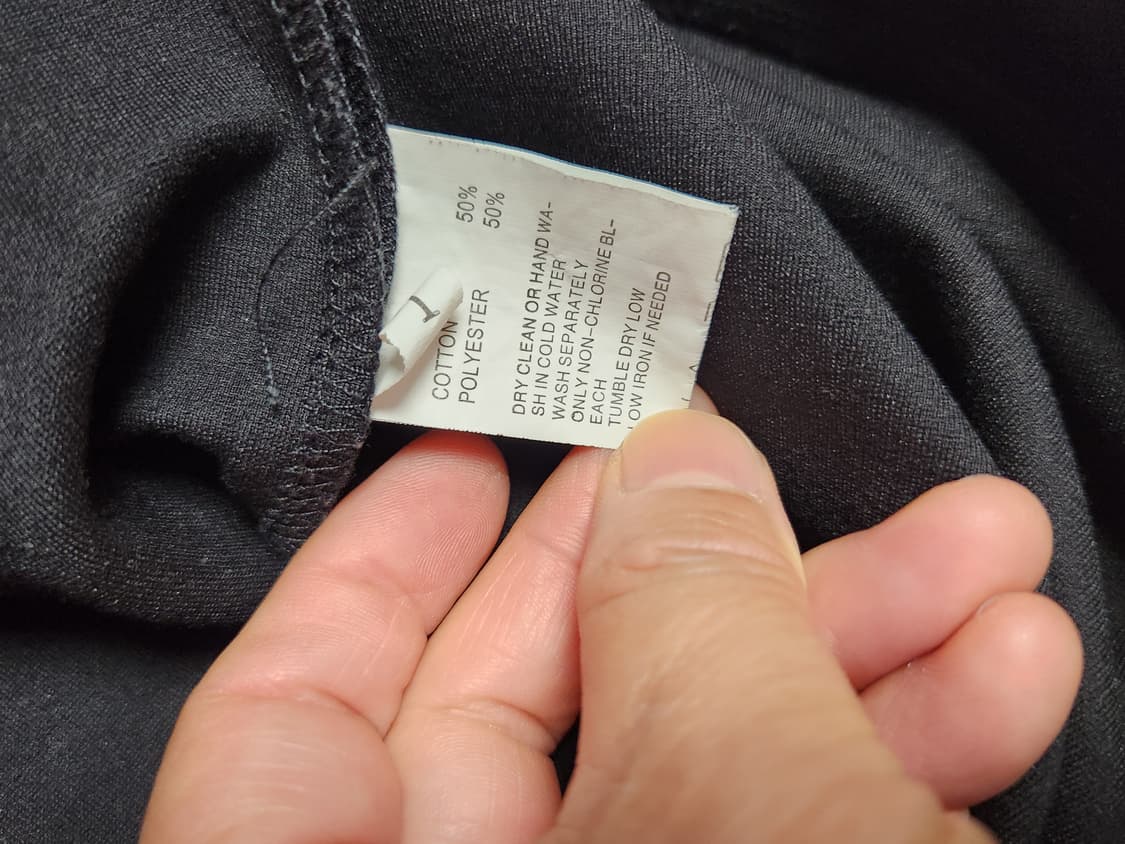 COTTON 50%
POLYESTER 50%
DRY CLEAN OR HAND WA-
SH IN COLD WATER
WASH SEPARATELY
ONLY NON-CHLORINE BL-
EACH
TUMBLE DRY LOW
LOW IRON IF NEEDED